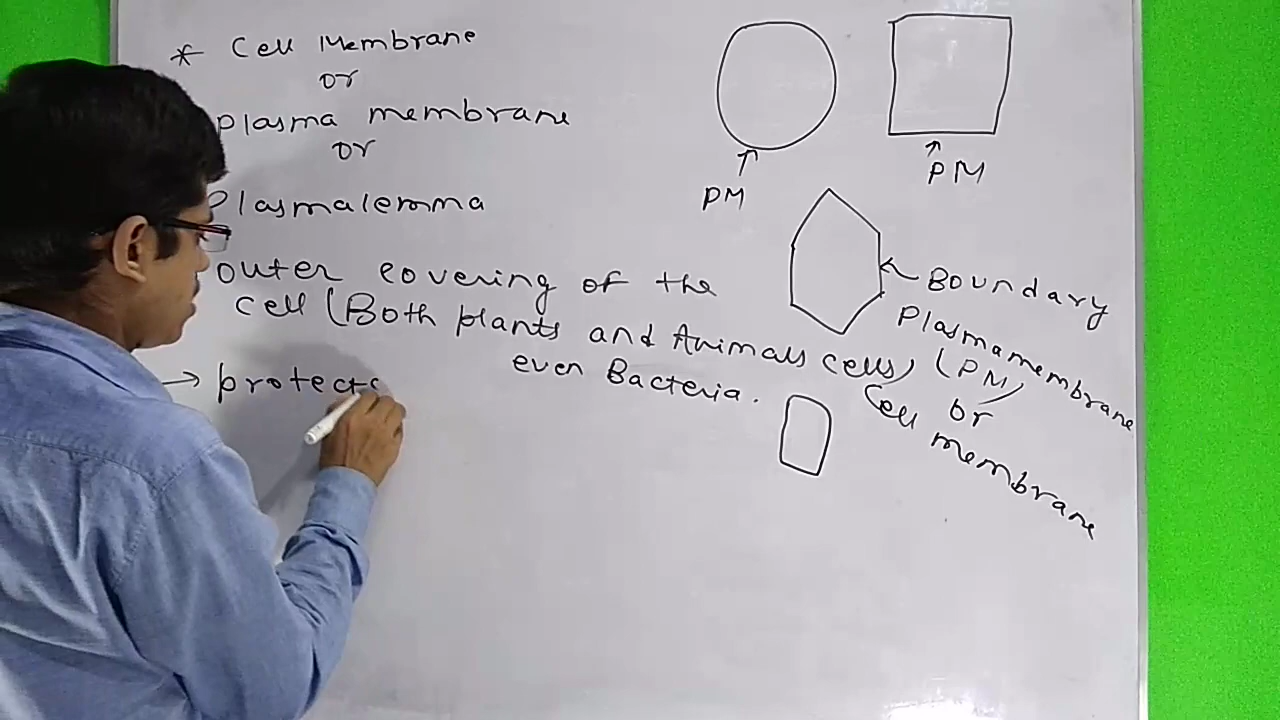 * Cell Membrane
or
plasma membrane
or
Plasmalemma
outer covering of the
cell (Both plants and Animals cells)
even Bacteria.
→ protects
PM
PM
Boundary
Plasmamembrane
(PM)
or
Cell membrane